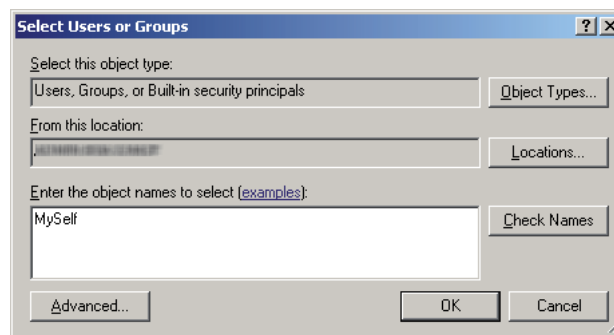 Select Users or Groups
Select this object type:
Users, Groups, or Built-in security principals
Object Types...
From this location:
Locations...
Enter the object names to select (examples):
MySelf
Check Names
Advanced...
OK
Cancel